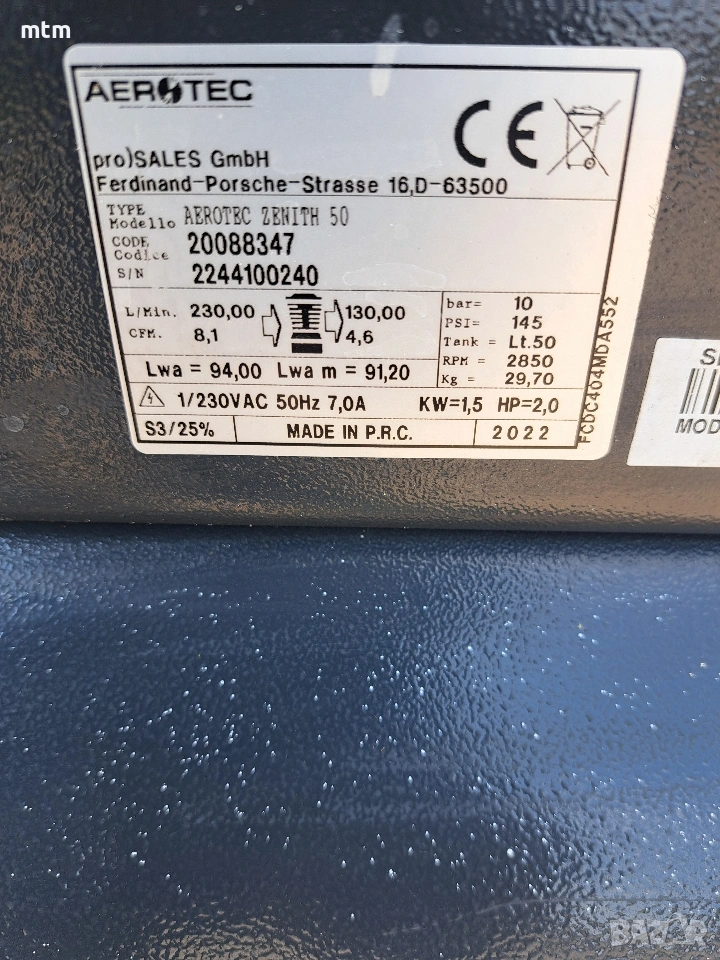 mtm
AEROTEC
CE
pro)SALES GmbH
Ferdinand-Porsche-Strasse 16,D-63500
TYPE
Modello AEROTEC ZENITH 50
CODE
Codice 20088347
S/N 2244100240
L/Min. 230,00 130,00
CFM. 8,1 4,6
Lwa = 94,00 Lwa m = 91,20
bar= 10
PSI= 145
Tank = Lt.50
RPM = 2850
Kg = 29,70
1/230VAC 50Hz 7,0A KW=1,5 HP=2,0
S3/25% MADE IN P.R.C. 2022
FCDC404MDA552
MOD
BAZAR